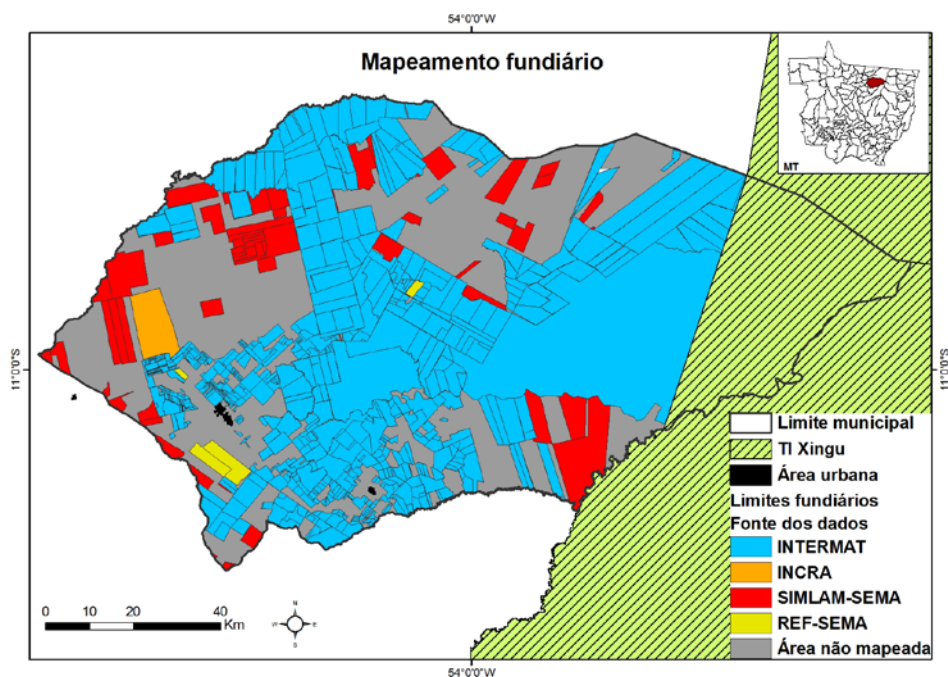 54°0'0"W
Mapeamento fundiário
MT
11°0'0"S
11°0'0"S
Limite municipal
TI Xingu
Área urbana
Limites fundiários
Fonte dos dados
INTERMAT
INCRA
SIMLAM-SEMA
REF-SEMA
Área não mapeada
0 10 20 40
Km
N
W E
S
54°0'0"W